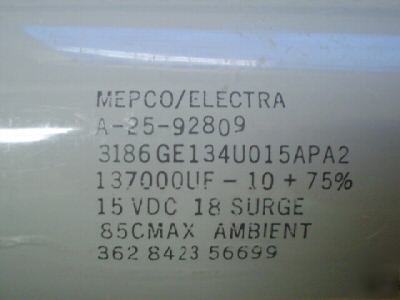 MEPCO/ELECTRA
A-25-92809
3186GE134U015APA2
137000UF - 10 + 75%
15 VDC 18 SURGE
85CMAX AMBIENT
362 8423 56699